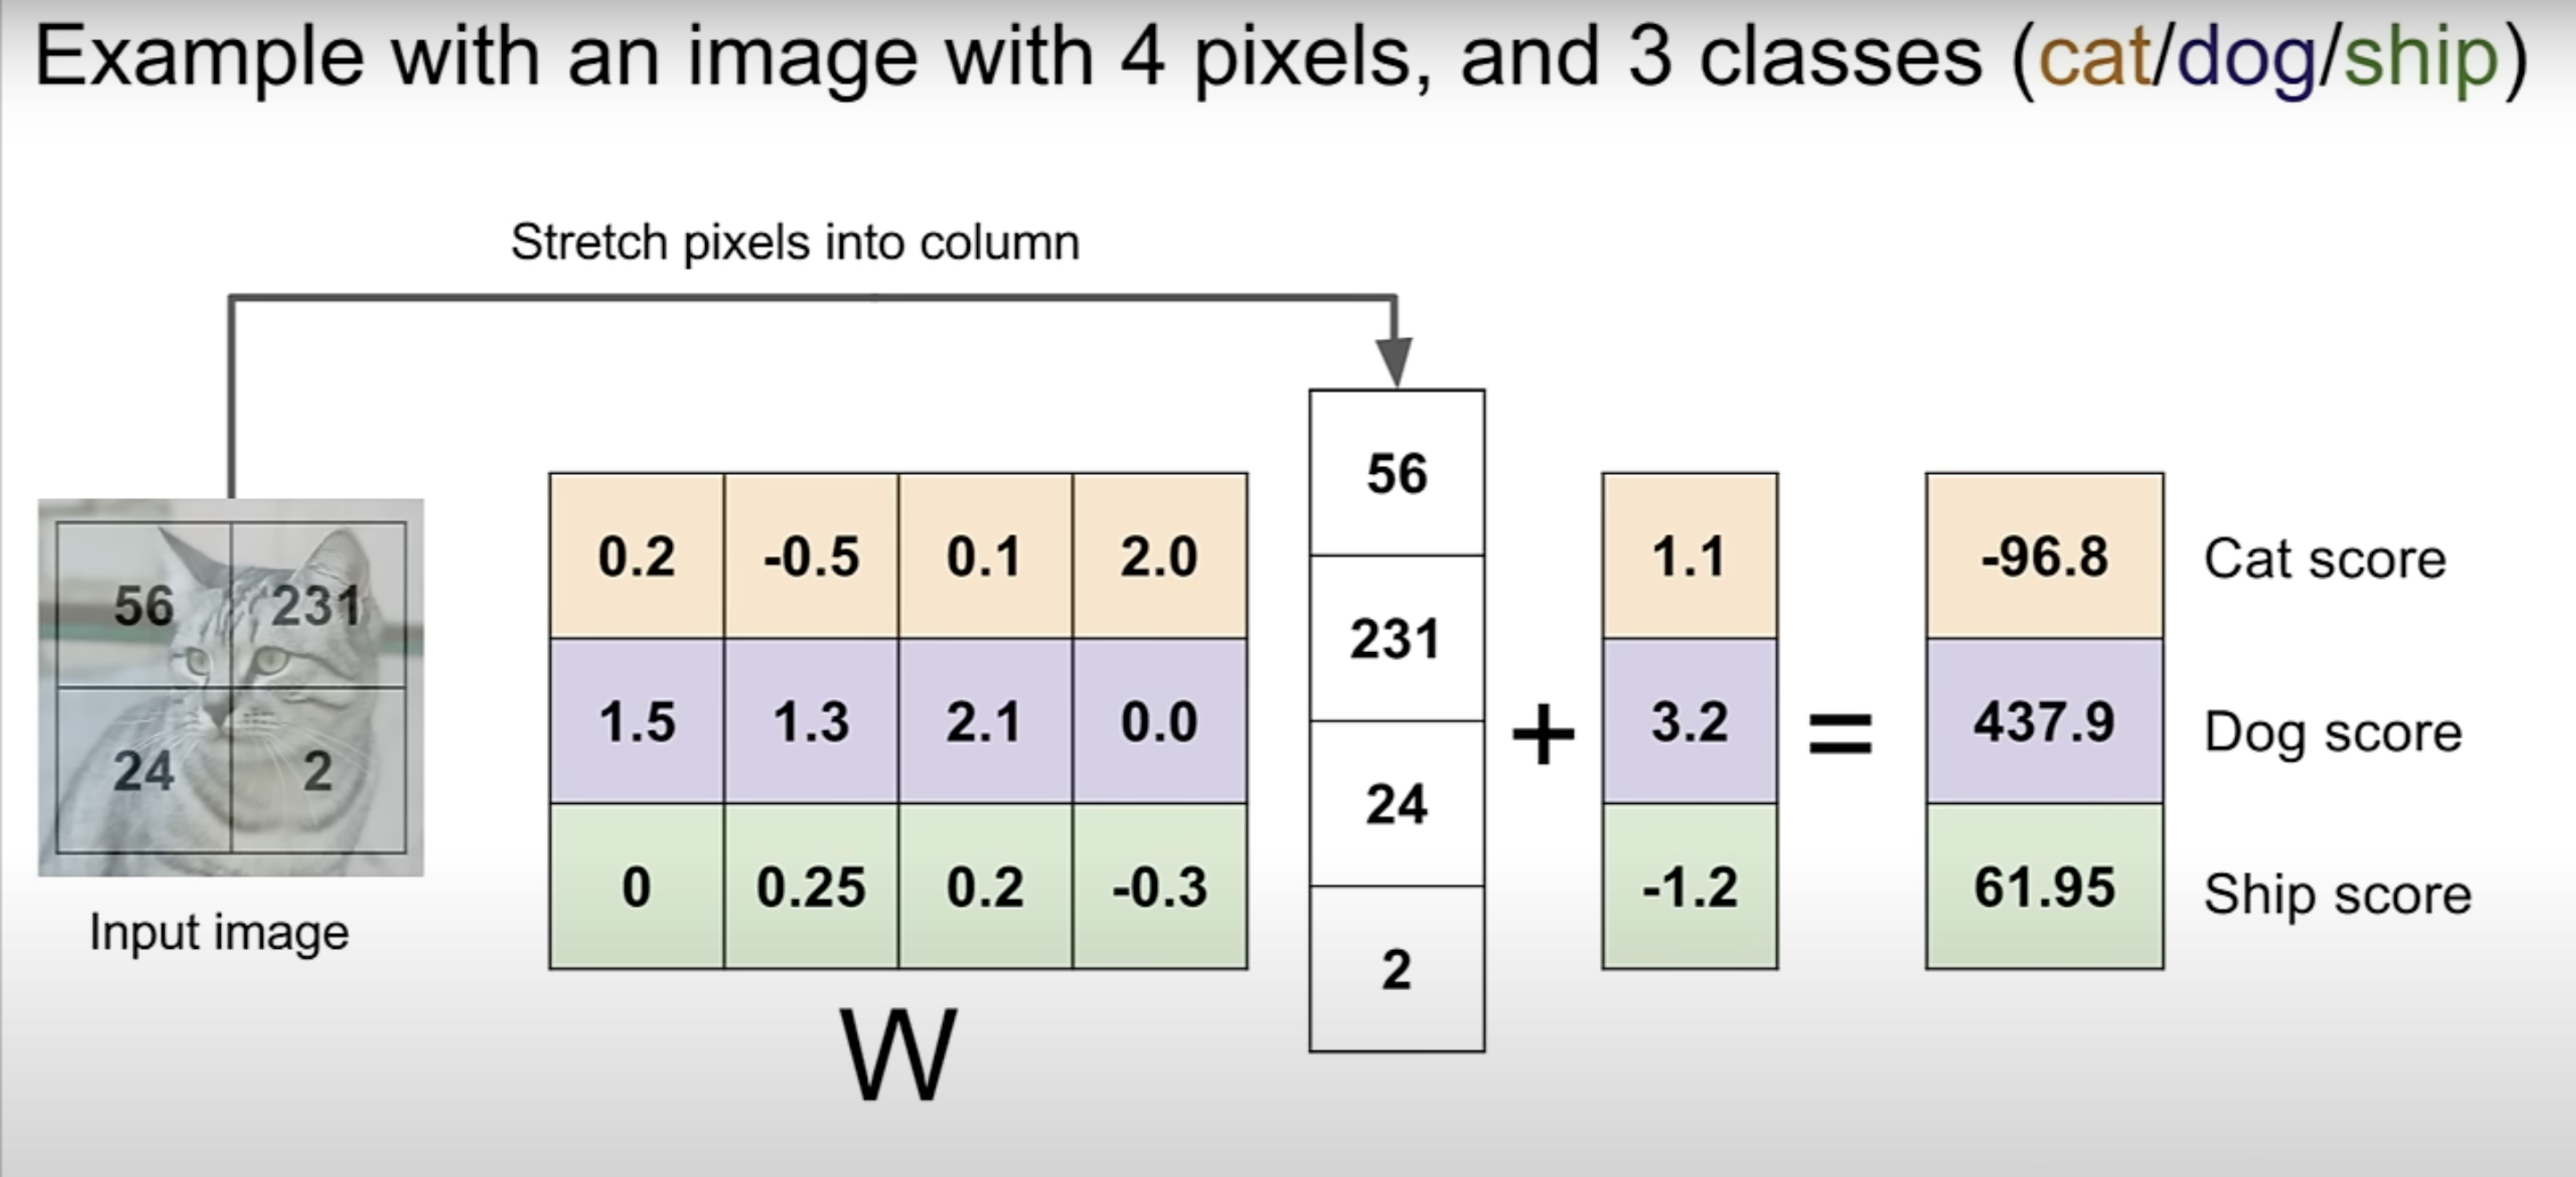 Example with an image with 4 pixels, and 3 classes (cat/dog/ship)
Stretch pixels into column
56 231
24 2
Input image
0.2 -0.5 0.1 2.0
1.5 1.3 2.1 0.0
0 0.25 0.2 -0.3
W
56
231
24
2
+
1.1
3.2
-1.2
=
-96.8 Cat score
437.9 Dog score
61.95 Ship score